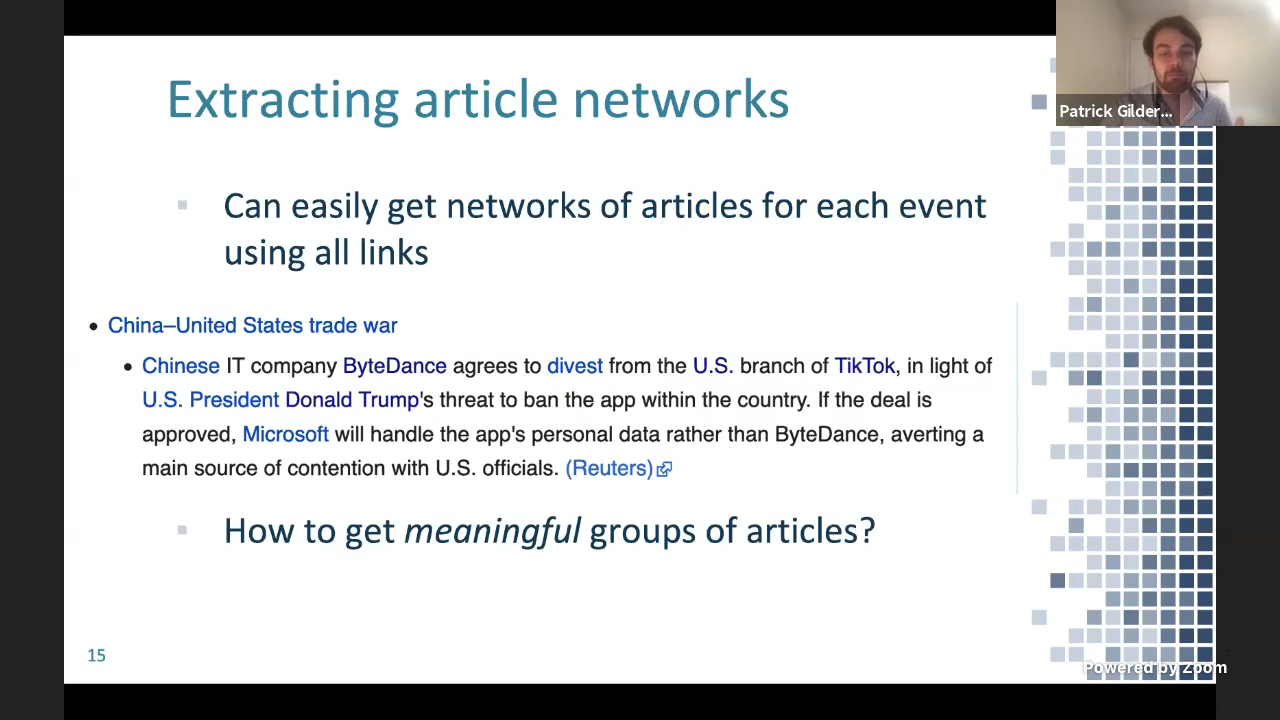 Extracting article networks
Patrick Gilder...
Can easily get networks of articles for each event
using all links
• China–United States trade war
• Chinese IT company ByteDance agrees to divest from the U.S. branch of TikTok, in light of
U.S. President Donald Trump's threat to ban the app within the country. If the deal is
approved, Microsoft will handle the app's personal data rather than ByteDance, averting a
main source of contention with U.S. officials. (Reuters)
How to get meaningful groups of articles?
15
Powered by Zoom